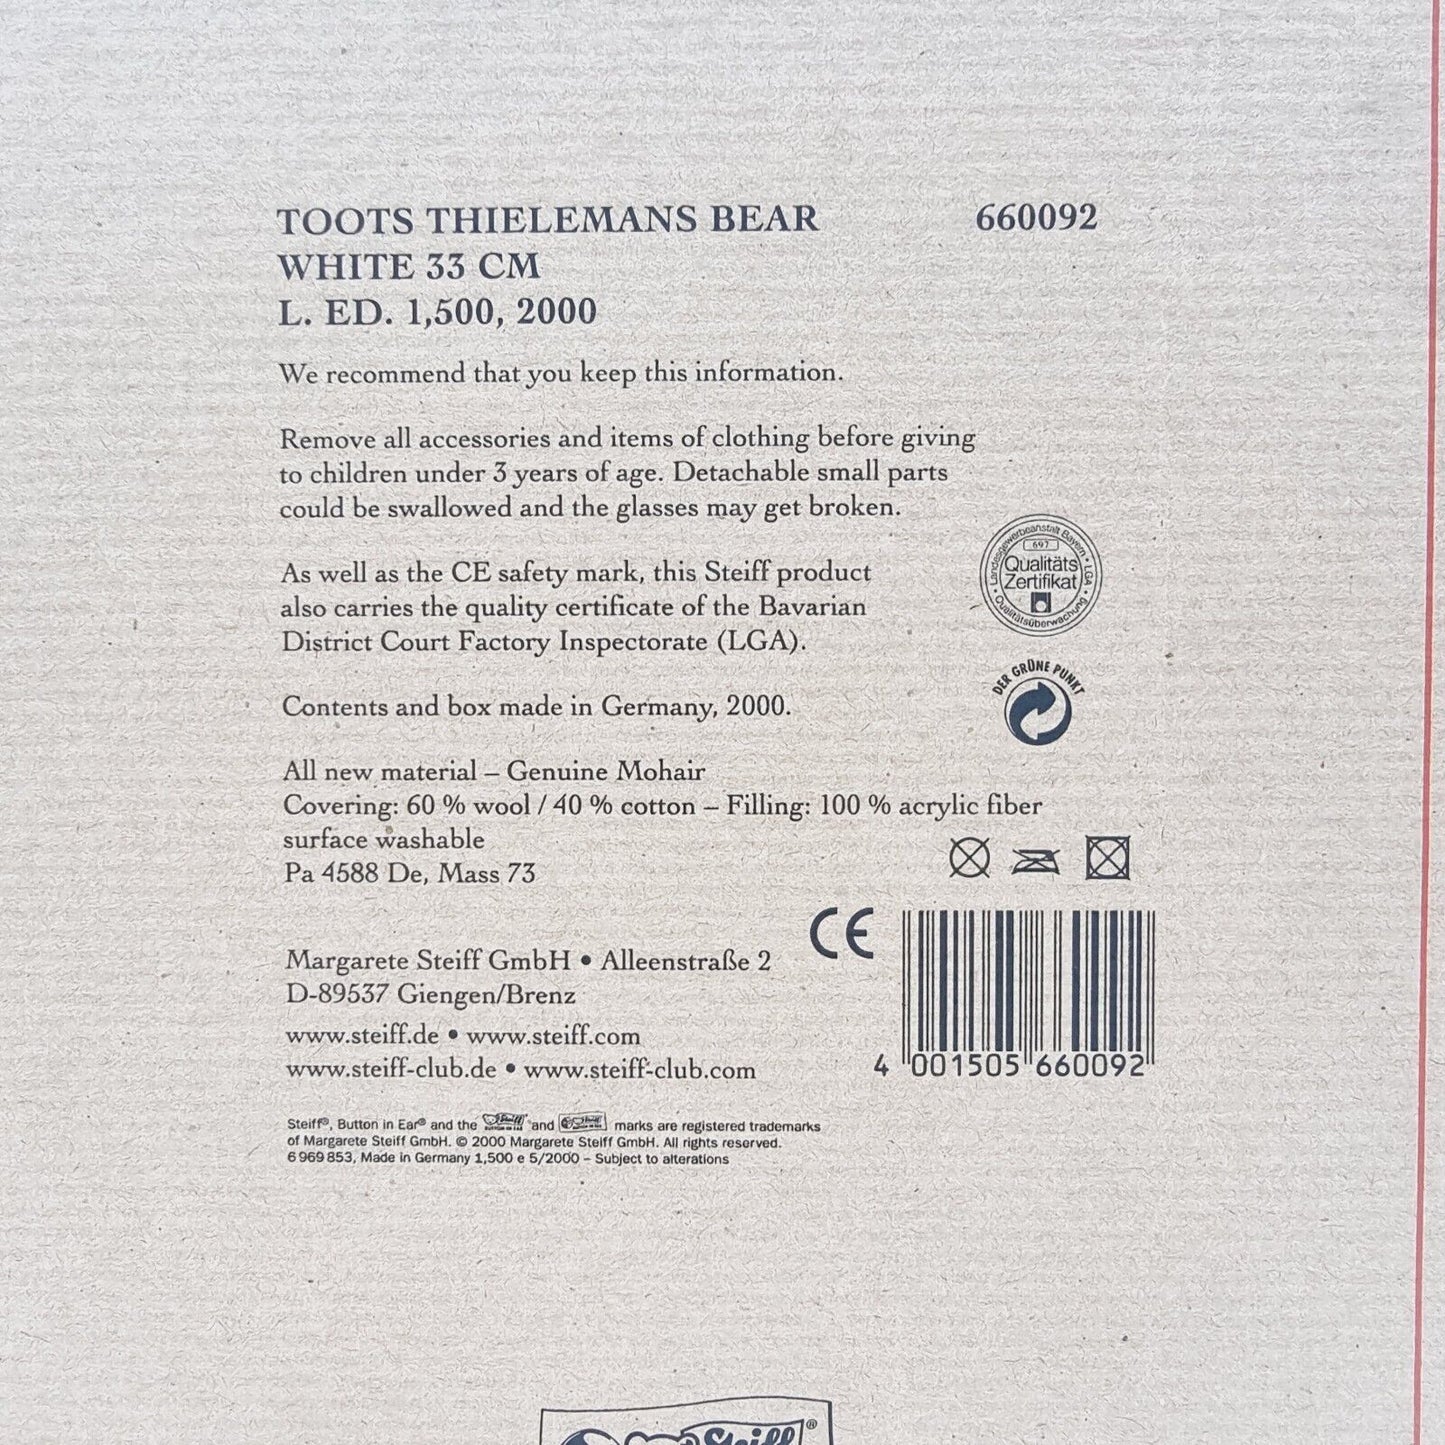 TOOTS THIELEMANS BEAR 660092
WHITE 33 CM
L. ED. 1,500, 2000
We recommend that you keep this information.
Remove all accessories and items of clothing before giving
to children under 3 years of age. Detachable small parts
could be swallowed and the glasses may get broken.
As well as the CE safety mark, this Steiff product
also carries the quality certificate of the Bavarian
District Court Factory Inspectorate (LGA).
Landesgewerbeanstalt Bayern • LGA • Qualitätsüberwachung •
697
Qualitäts
Zertifikat
DER GRÜNE PUNKT
Contents and box made in Germany, 2000.
All new material – Genuine Mohair
Covering: 60 % wool / 40 % cotton – Filling: 100 % acrylic fiber
surface washable
Pa 4588 De, Mass 73
CE
Margarete Steiff GmbH • Alleenstraße 2
D-89537 Giengen/Brenz
www.steiff.de • www.steiff.com
www.steiff-club.de • www.steiff-club.com
4 001505 660092
Steiff®, Button in Ear® and the Steiff and Steiff marks are registered trademarks
of Margarete Steiff GmbH. © 2000 Margarete Steiff GmbH. All rights reserved.
6 969 853, Made in Germany 1,500 e 5/2000 – Subject to alterations
Steiff ®